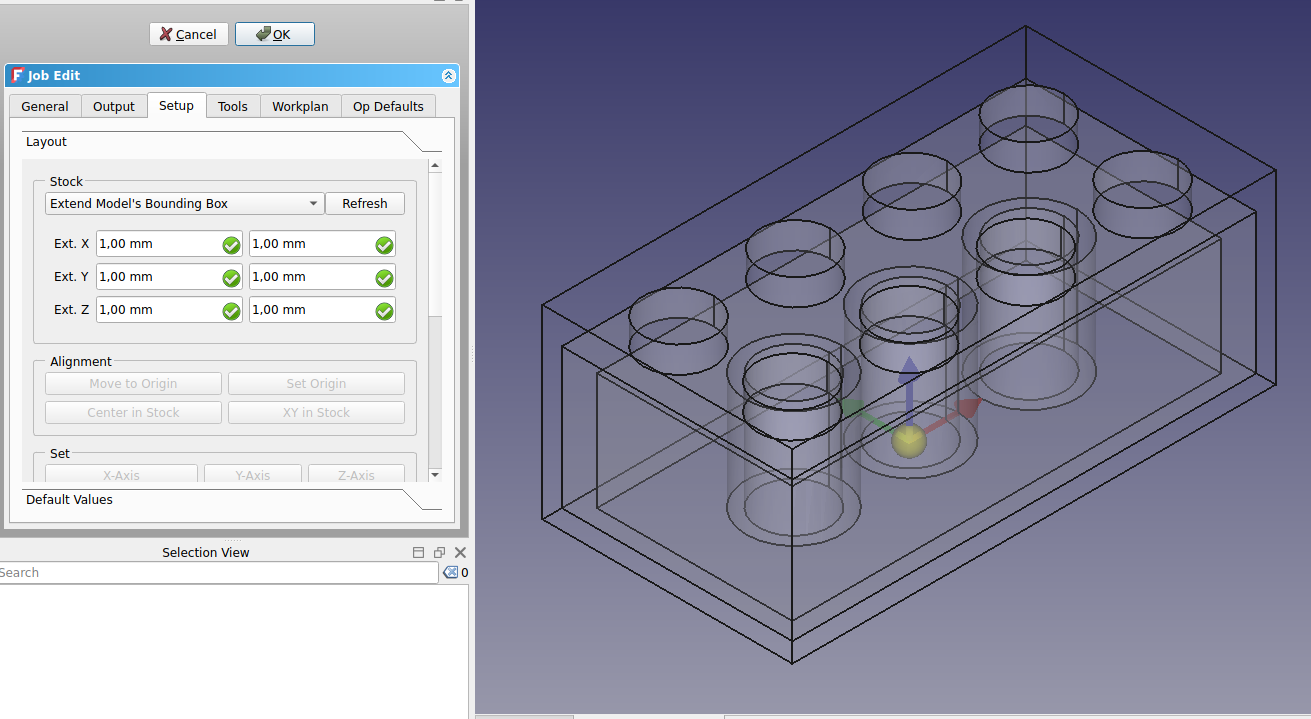 Cancel
OK
Job Edit
General Output Setup Tools Workplan Op Defaults
Layout
Stock
Extend Model's Bounding Box Refresh
Ext. X 1,00 mm 1,00 mm
Ext. Y 1,00 mm 1,00 mm
Ext. Z 1,00 mm 1,00 mm
Alignment
Move to Origin Set Origin
Center in Stock XY in Stock
Set
X-Axis Y-Axis Z-Axis
Default Values
Selection View
Search 0